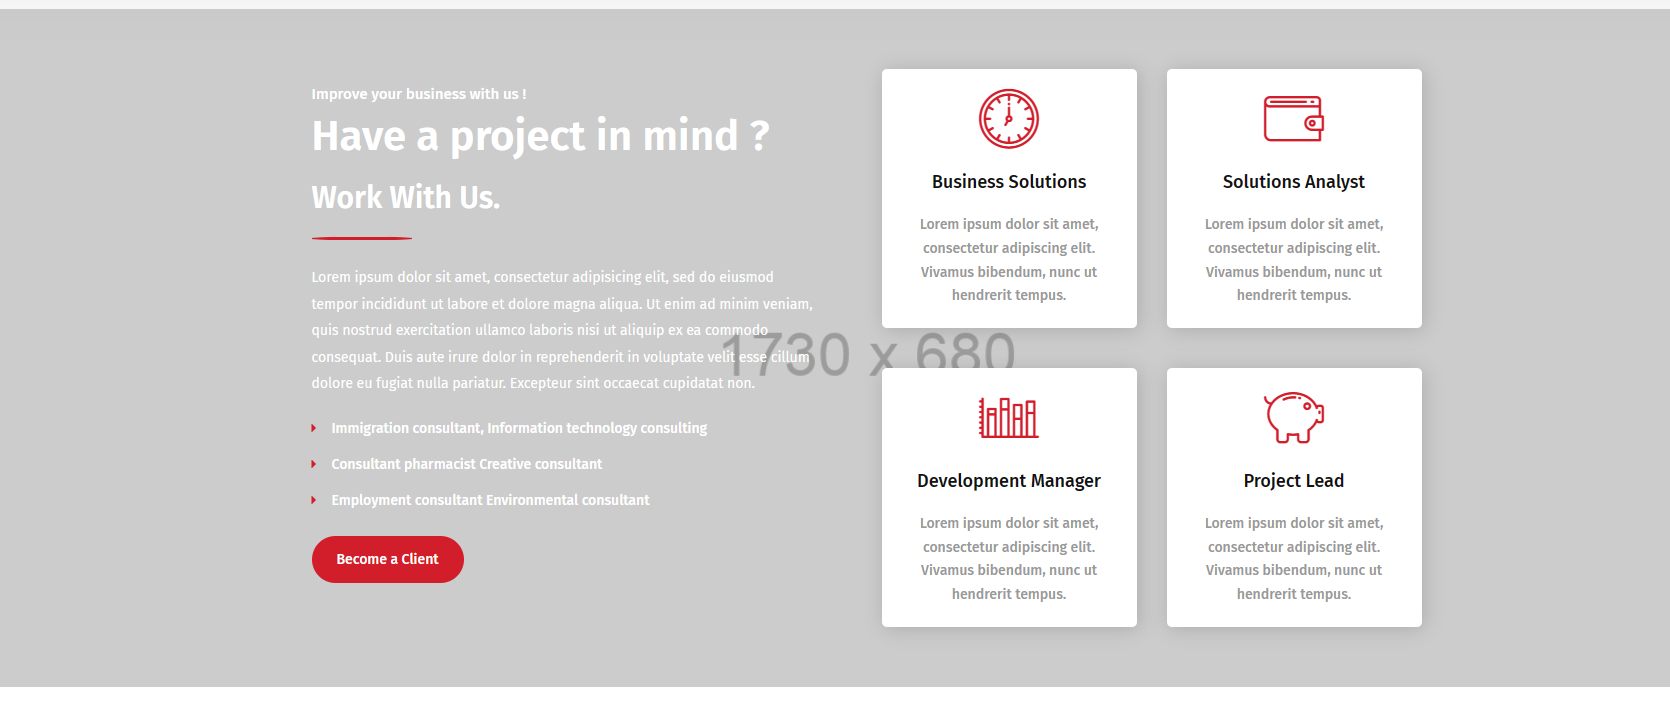 Improve your business with us !
Have a project in mind ?
Work With Us.
Lorem ipsum dolor sit amet, consectetur adipisicing elit, sed do eiusmod
tempor incididunt ut labore et dolore magna aliqua. Ut enim ad minim veniam,
quis nostrud exercitation ullamco laboris nisi ut aliquip ex ea commodo
consequat. Duis aute irure dolor in reprehenderit in voluptate velit esse cillum
dolore eu fugiat nulla pariatur. Excepteur sint occaecat cupidatat non.
Immigration consultant, Information technology consulting
Consultant pharmacist Creative consultant
Employment consultant Environmental consultant
Become a Client
1730 x 680
Business Solutions
Lorem ipsum dolor sit amet,
consectetur adipiscing elit.
Vivamus bibendum, nunc ut
hendrerit tempus.
Solutions Analyst
Lorem ipsum dolor sit amet,
consectetur adipiscing elit.
Vivamus bibendum, nunc ut
hendrerit tempus.
Development Manager
Lorem ipsum dolor sit amet,
consectetur adipiscing elit.
Vivamus bibendum, nunc ut
hendrerit tempus.
Project Lead
Lorem ipsum dolor sit amet,
consectetur adipiscing elit.
Vivamus bibendum, nunc ut
hendrerit tempus.